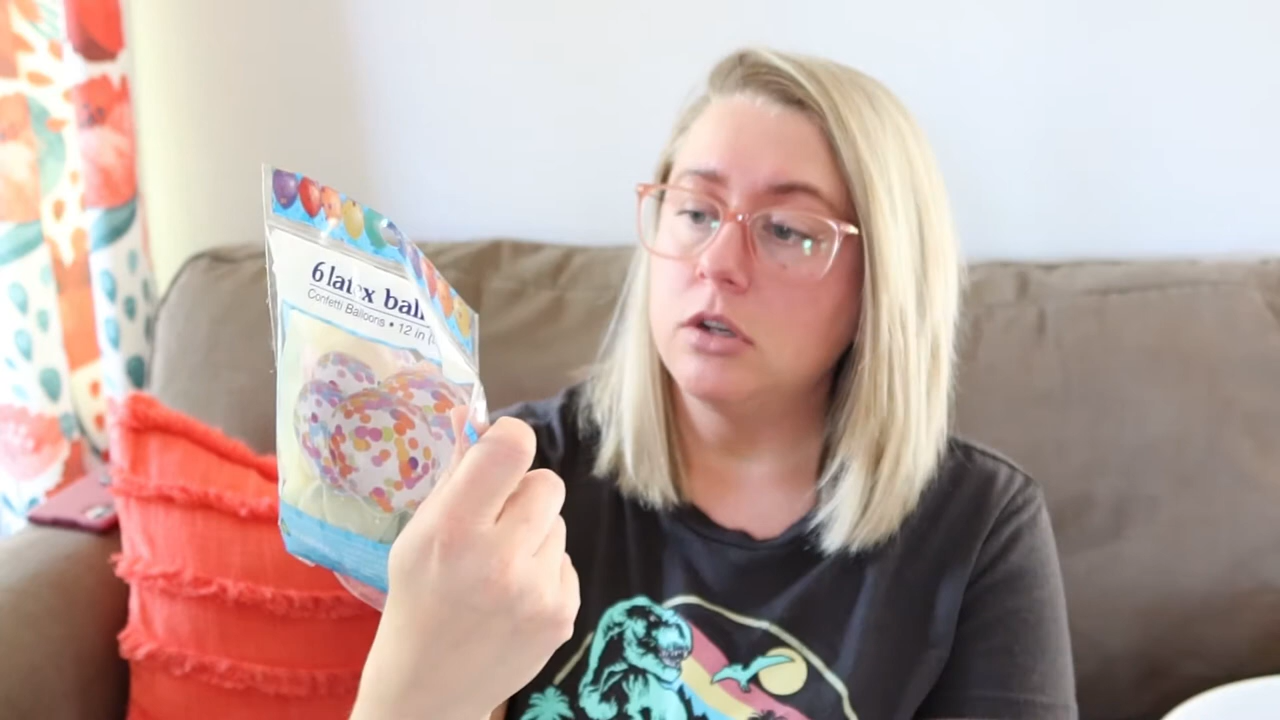 6 latex ball
Confetti Balloons • 12 in (